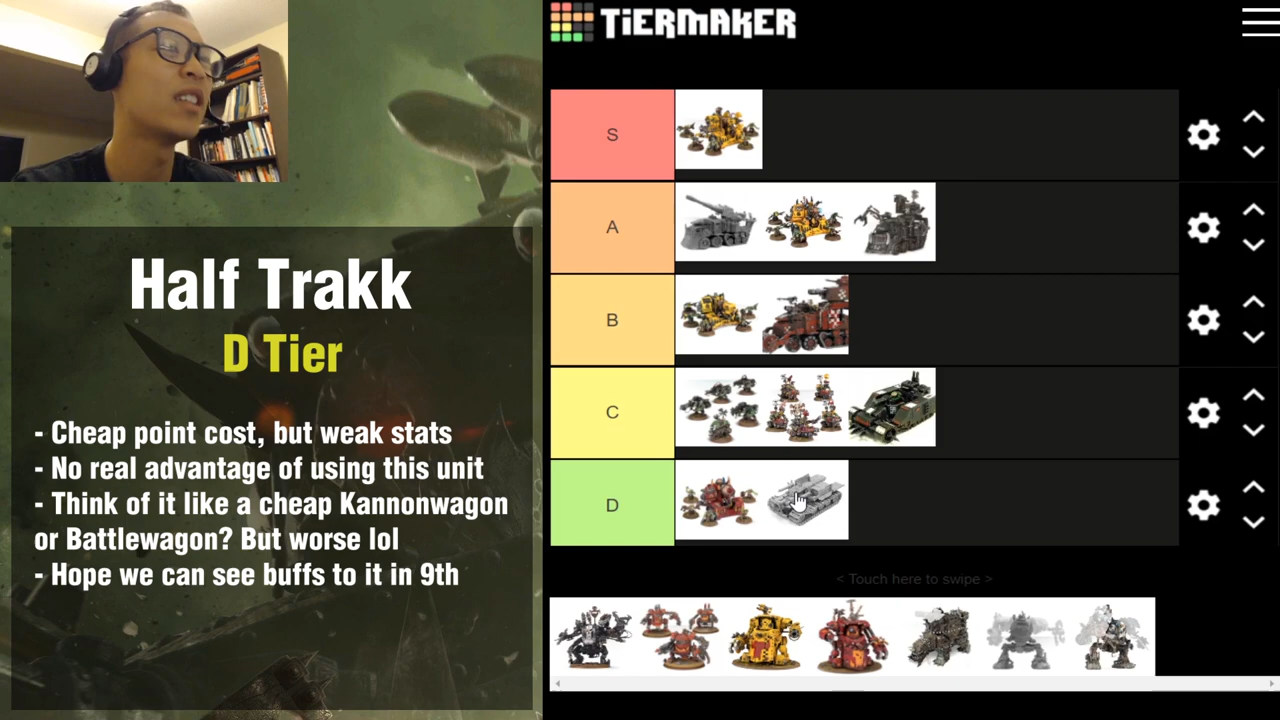 TiERMAKER
Half Trakk
D Tier
- Cheap point cost, but weak stats
- No real advantage of using this unit
- Think of it like a cheap Kannonwagon
or Battlewagon? But worse lol
- Hope we can see buffs to it in 9th
S
A
B
C
D
< Touch here to swipe >